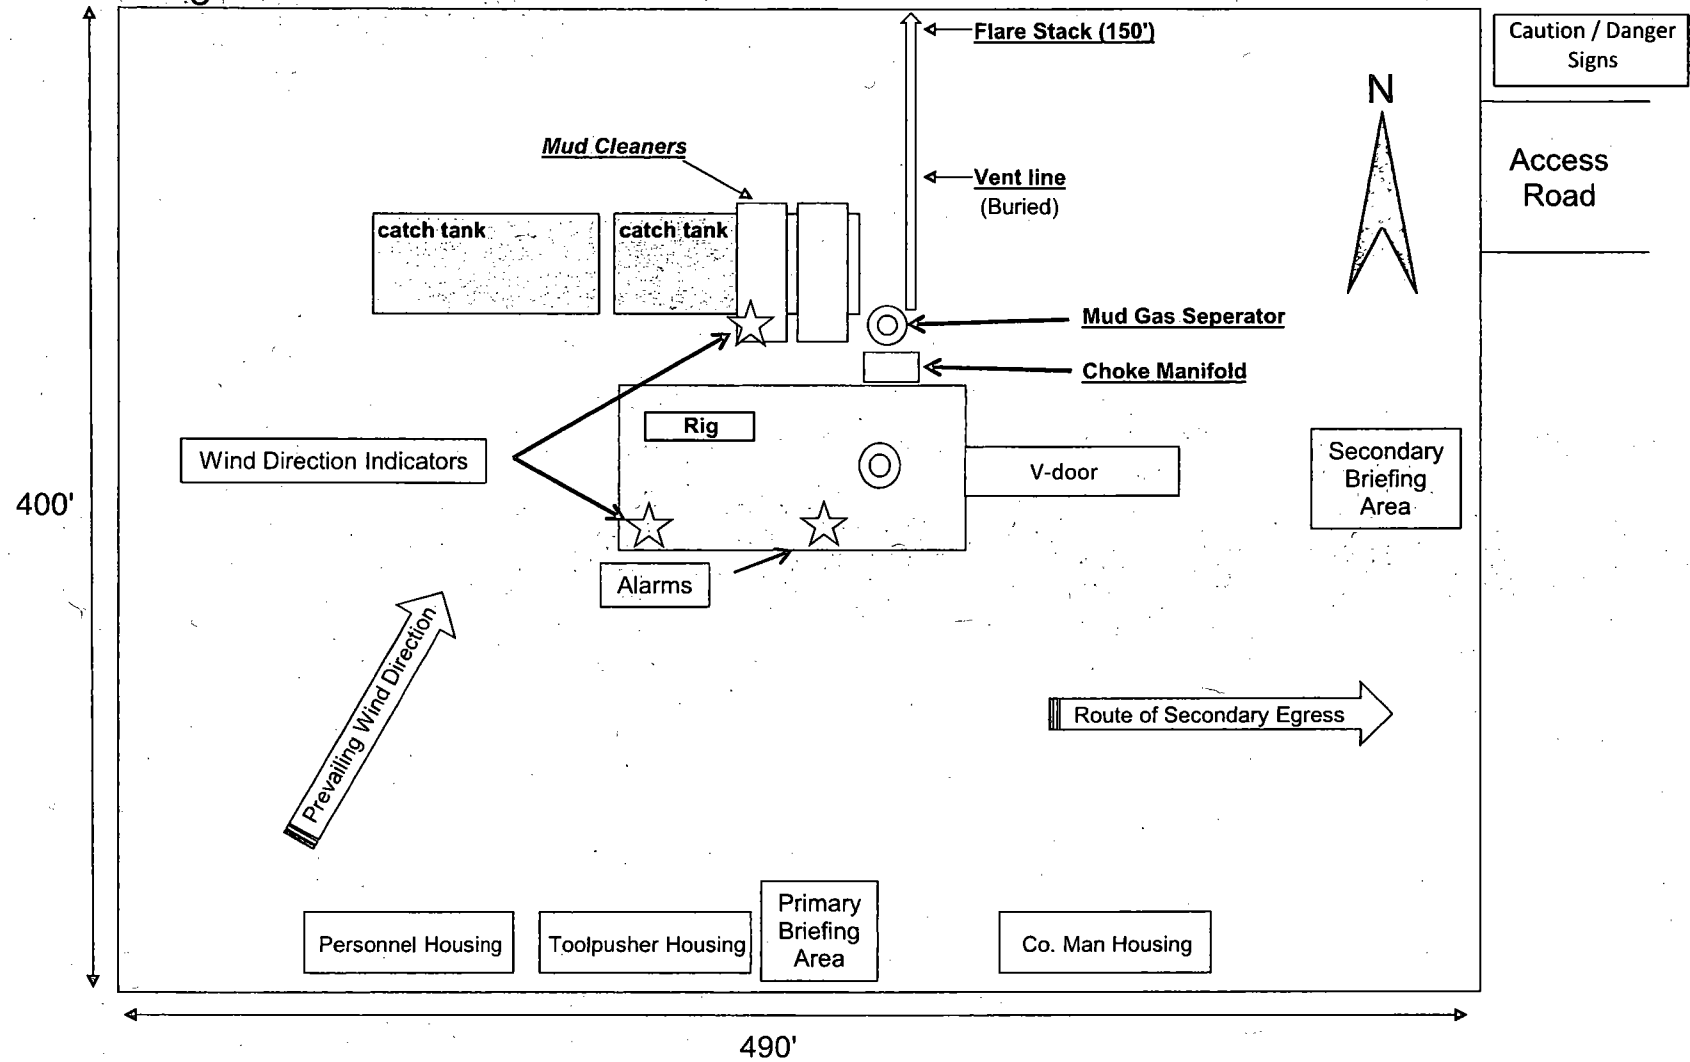 Flare Stack (150')
Caution / Danger
Signs
N
Mud Cleaners
Access
Road
Vent line
(Buried)
catch tank
catch tank
Mud Gas Seperator
Choke Manifold
Rig
Wind Direction Indicators
V-door
Secondary
Briefing
Area
400'
Alarms
Prevailing Wind Direction
Route of Secondary Egress
Primary
Briefing
Area
Personnel Housing
Toolpusher Housing
Co. Man Housing
490'